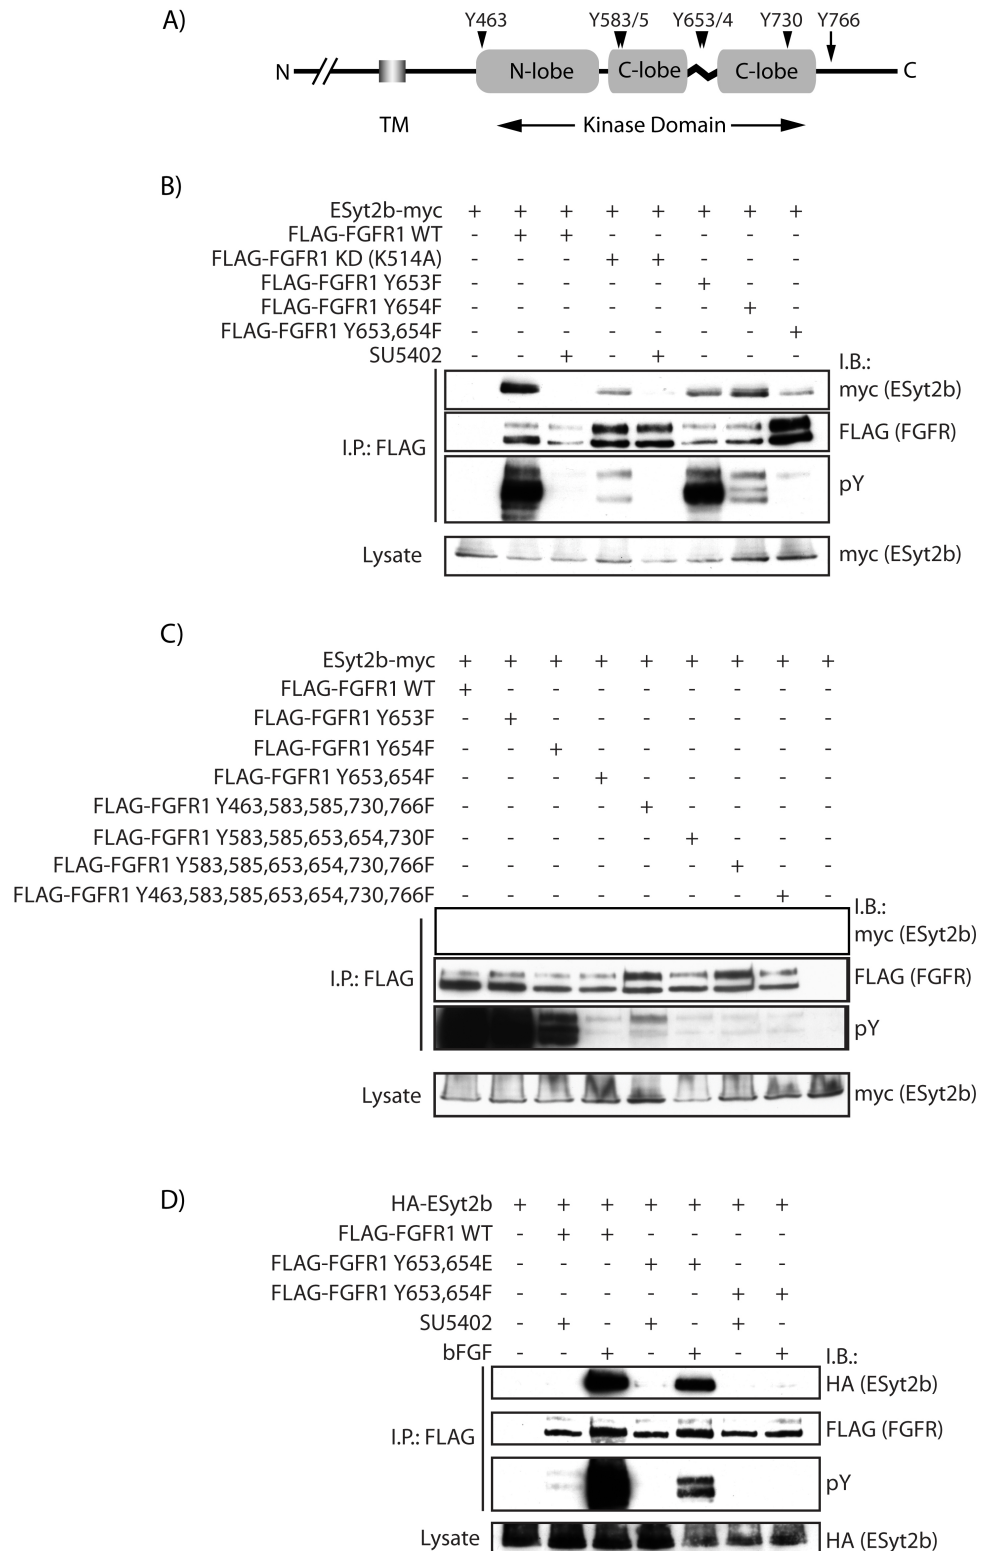 A)
Y463 Y583/5 Y653/4 Y730 Y766
N N-lobe C-lobe C-lobe C
TM Kinase Domain
B)
ESyt2b-myc + + + + + + + +
FLAG-FGFR1 WT - + + - - - - -
FLAG-FGFR1 KD (K514A) - - - + + - - -
FLAG-FGFR1 Y653F - - - - - + - -
FLAG-FGFR1 Y654F - - - - - - + -
FLAG-FGFR1 Y653,654F - - - - - - - +
SU5402 - - + - + - - -
I.B.:
myc (ESyt2b)
FLAG (FGFR)
I.P.: FLAG
pY
Lysate myc (ESyt2b)
C)
ESyt2b-myc + + + + + + + + +
FLAG-FGFR1 WT + - - - - - - - -
FLAG-FGFR1 Y653F - + - - - - - - -
FLAG-FGFR1 Y654F - - + - - - - - -
FLAG-FGFR1 Y653,654F - - - + - - - - -
FLAG-FGFR1 Y463,583,585,730,766F - - - - + - - - -
FLAG-FGFR1 Y583,585,653,654,730F - - - - - + - - -
FLAG-FGFR1 Y583,585,653,654,730,766F - - - - - - + - -
FLAG-FGFR1 Y463,583,585,653,654,730,766F - - - - - - - + -
I.B.:
myc (ESyt2b)
I.P.: FLAG FLAG (FGFR)
pY
Lysate myc (ESyt2b)
D)
HA-ESyt2b + + + + + + +
FLAG-FGFR1 WT - + + - - - -
FLAG-FGFR1 Y653,654E - - - + + - -
FLAG-FGFR1 Y653,654F - - - - - + +
SU5402 - + - + - + -
bFGF - - + - + - +
I.B.:
HA (ESyt2b)
I.P.: FLAG FLAG (FGFR)
pY
Lysate HA (ESyt2b)